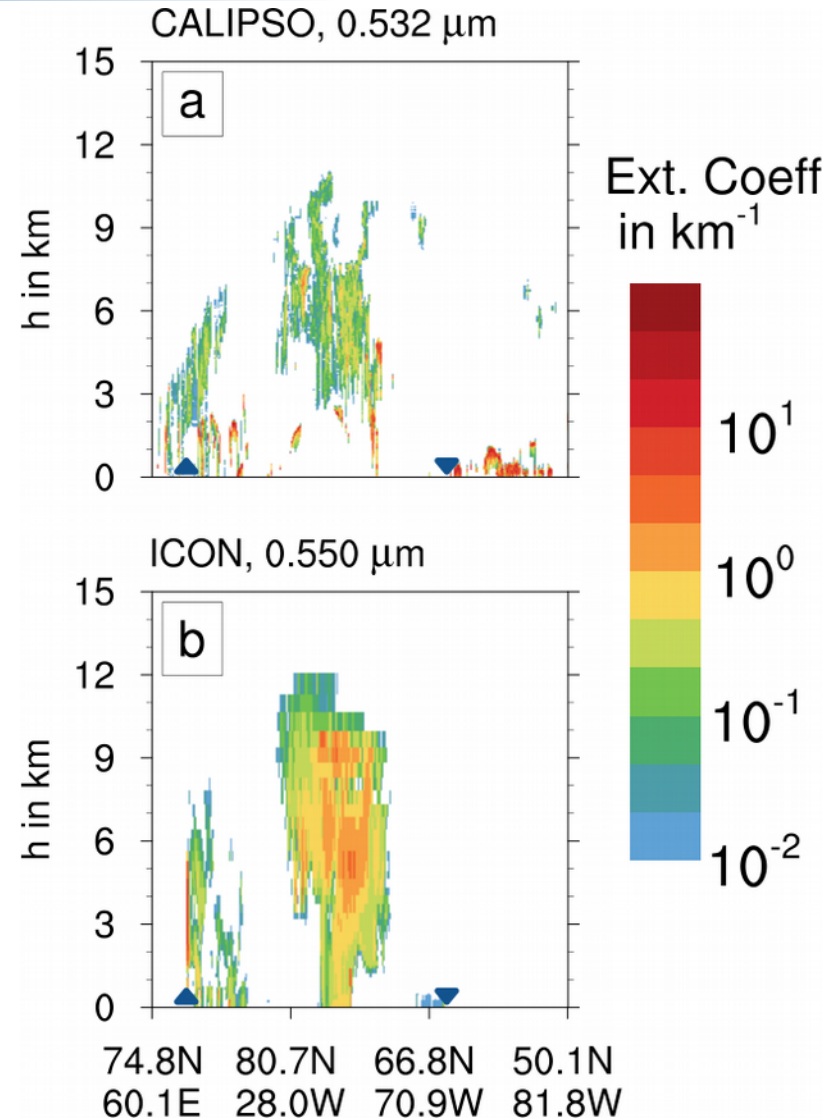 CALIPSO, 0.532 μm
a
15
12
9
6
3
0
h in km
Ext. Coeff
in km⁻¹
10¹
10⁰
10⁻¹
10⁻²
ICON, 0.550 μm
b
15
12
9
6
3
0
h in km
74.8N 80.7N 66.8N 50.1N
60.1E 28.0W 70.9W 81.8W